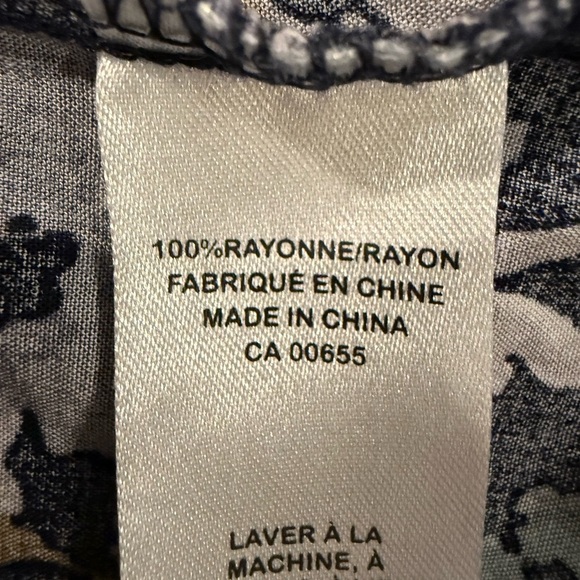 100%RAYONNE/RAYON
FABRIQUÉ EN CHINE
MADE IN CHINA
CA 00655
LAVER À LA
MACHINE, À